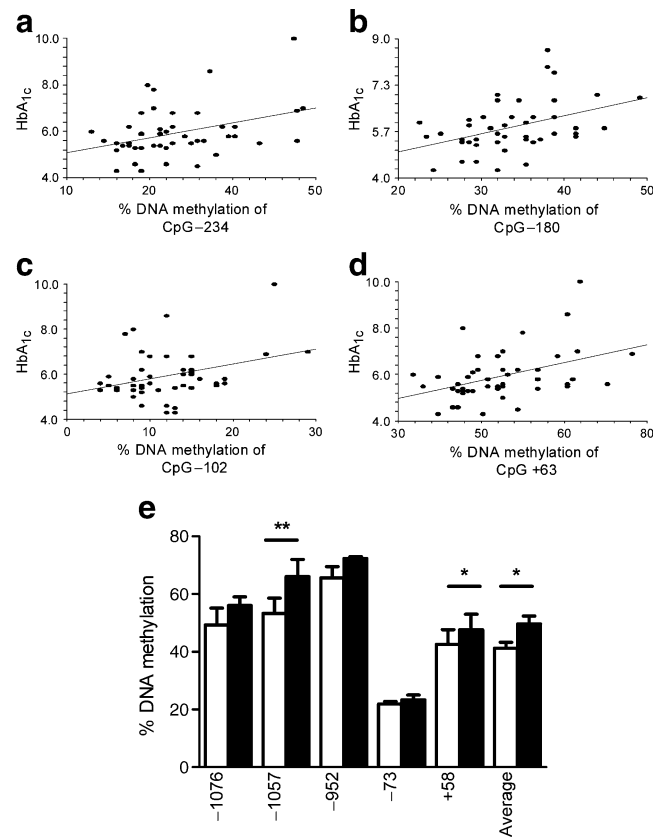 a
HbA1c
10.0
8.0
6.0
4.0
10 20 30 40 50
% DNA methylation of
CpG−234
b
HbA1c
9.0
7.3
5.7
4.0
20 30 40 50
% DNA methylation of
CpG−180
c
HbA1c
10.0
8.0
6.0
4.0
0 10 20 30
% DNA methylation of
CpG−102
d
HbA1c
10.0
8.0
6.0
4.0
30 40 50 60 80
% DNA methylation of
CpG +63
e
% DNA methylation
80
60
40
20
0
**
*
*
−1076
−1057
−952
−73
+58
Average